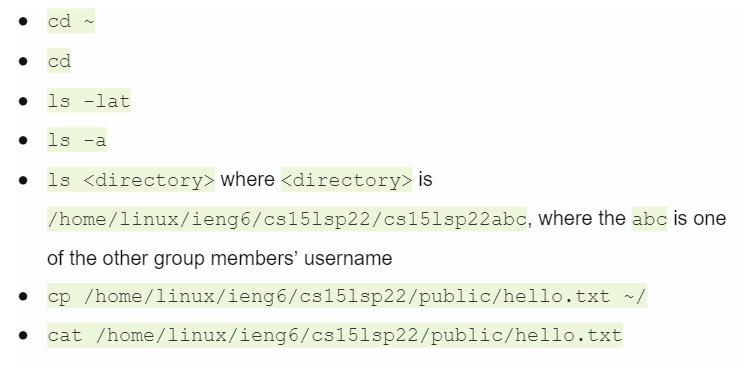 • cd ~
• cd
• ls -lat
• ls -a
• ls <directory> where <directory> is
/home/linux/ieng6/cs15lsp22/cs15lsp22abc, where the abc is one
of the other group members’ username
• cp /home/linux/ieng6/cs15lsp22/public/hello.txt ~/
• cat /home/linux/ieng6/cs15lsp22/public/hello.txt